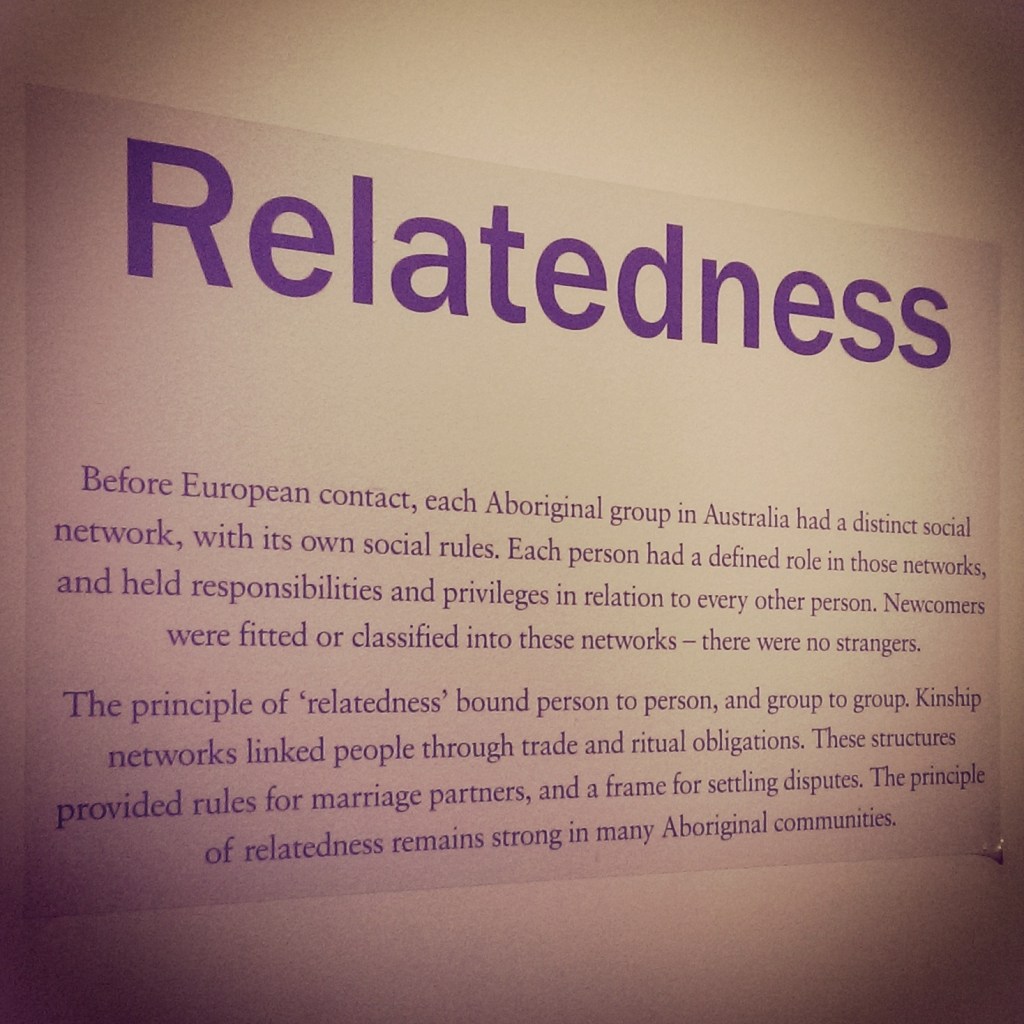 Relatedness
Before European contact, each Aboriginal group in Australia had a distinct social
network, with its own social rules. Each person had a defined role in those networks,
and held responsibilities and privileges in relation to every other person. Newcomers
were fitted or classified into these networks – there were no strangers.
The principle of ‘relatedness’ bound person to person, and group to group. Kinship
networks linked people through trade and ritual obligations. These structures
provided rules for marriage partners, and a frame for settling disputes. The principle
of relatedness remains strong in many Aboriginal communities.